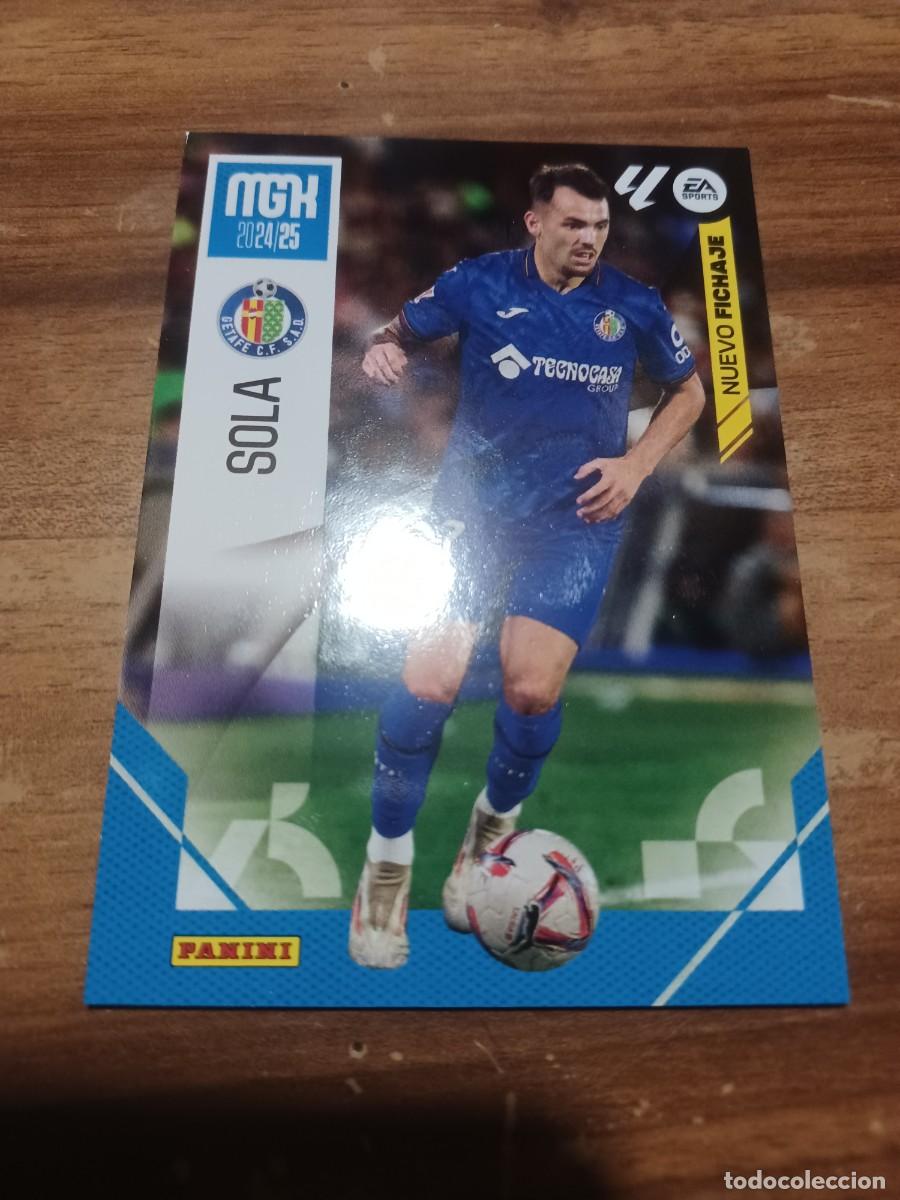 MGK
2024/25
GETAFE C.F. S.A.D.
SOLA
EA
SPORTS
NUEVO FICHAJE
TECNOCASA
GROUP
PANINI
todocoleccion